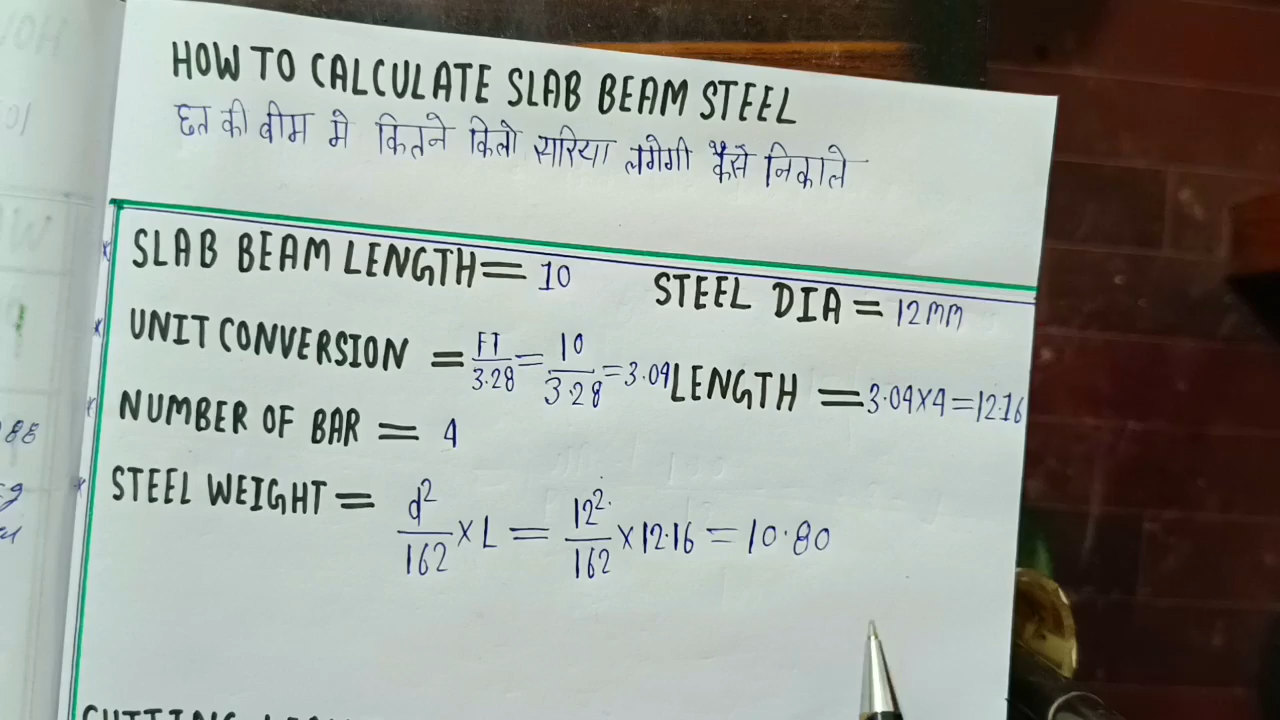 HOW TO CALCULATE SLAB BEAM STEEL
छत की बीम मे कितने किलो सरिया लगेगी कैसे निकाले
SLAB BEAM LENGTH = 10 STEEL DIA = 12MM
UNIT CONVERSION = FT/3.28 = 10/3.28 = 3.04 LENGTH = 3.04×4 = 12.16
NUMBER OF BAR = 4
STEEL WEIGHT = d²/162 × L = 12²/162 × 12.16 = 10.80
88